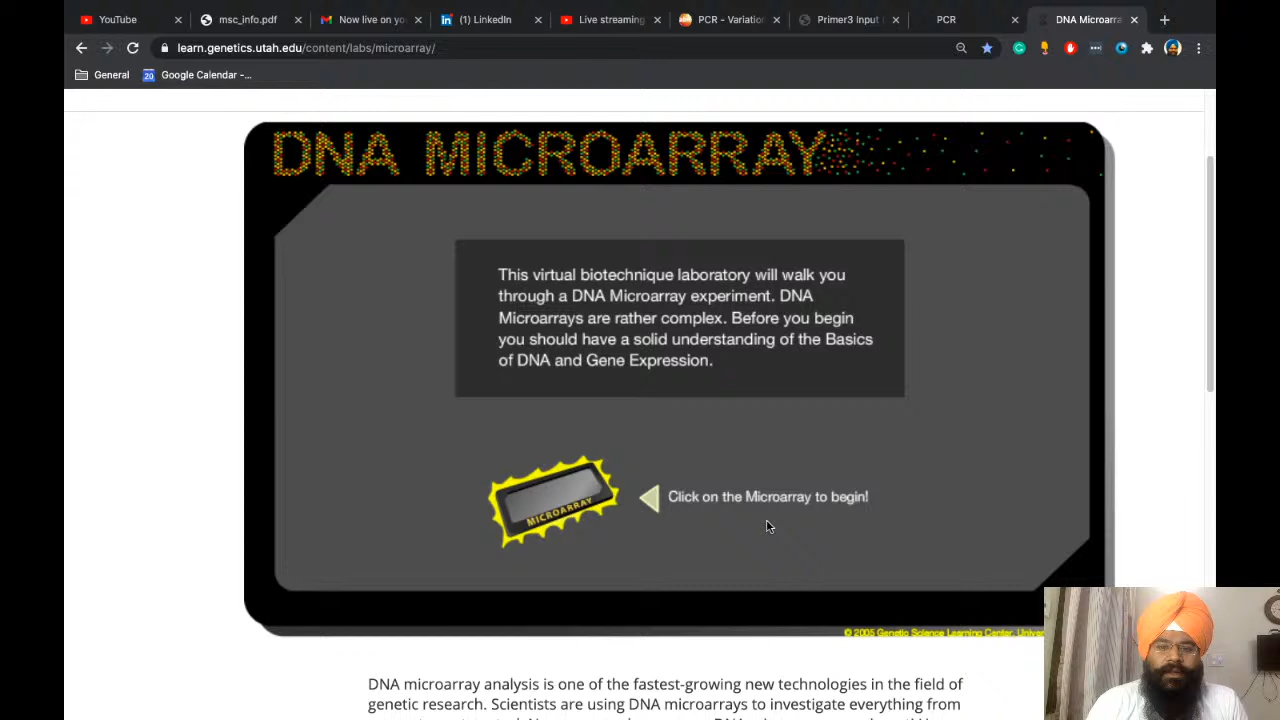 YouTube
msc_info.pdf
Now live on yo
(1) LinkedIn
Live streaming
PCR - Variation
Primer3 input
PCR
DNA Microarra
learn.genetics.utah.edu/content/labs/microarray/
General
20
Google Calendar -...
DNA MICROARRAY
This virtual biotechnique laboratory will walk you
through a DNA Microarray experiment. DNA
Microarrays are rather complex. Before you begin
you should have a solid understanding of the Basics
of DNA and Gene Expression.
MICROARRAY
Click on the Microarray to begin!
© 2005 Genetic Science Learning Center, Univer
DNA microarray analysis is one of the fastest-growing new technologies in the field of
genetic research. Scientists are using DNA microarrays to investigate everything from